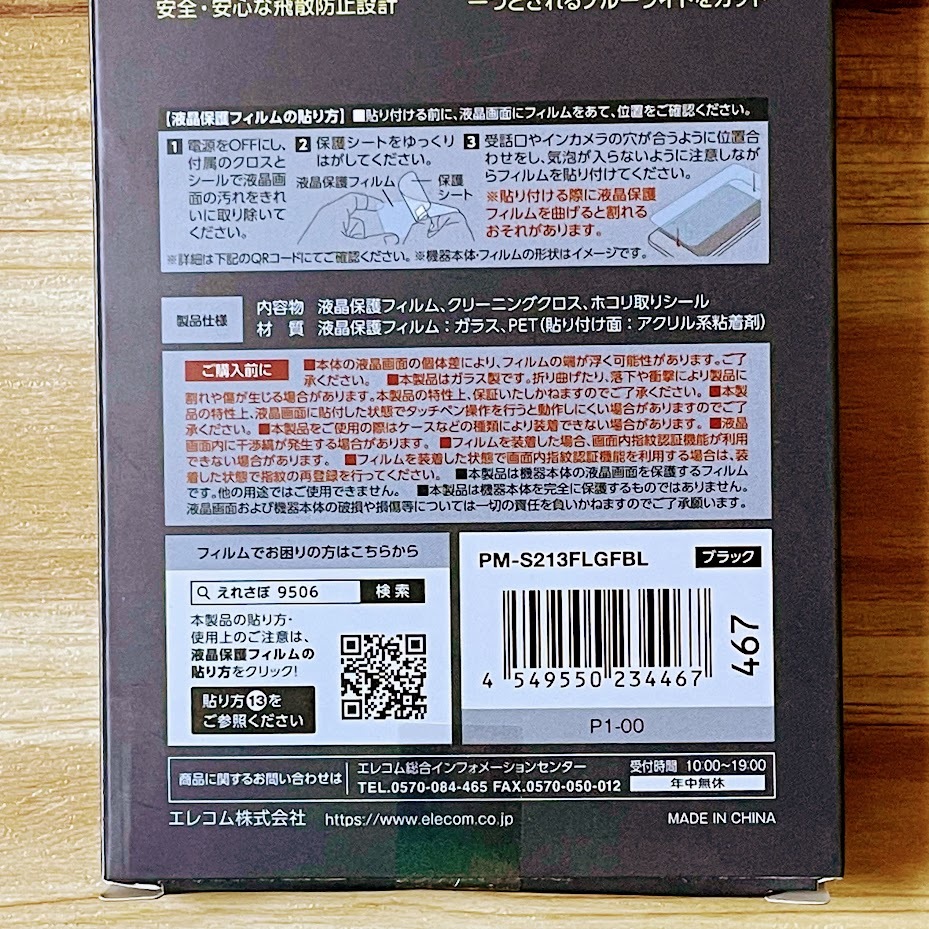 安全・安心な飛散防止設計
【液晶保護フィルムの貼り方】 ■貼り付ける前に、液晶画面にフィルムをあて、位置をご確認ください。
1 電源をOFFにし、
付属のクロスと
シールで液晶画
面の汚れをきれ
いに取り除いて
ください。
2 保護シートをゆっくり
はがしてください。
液晶保護フィルム
保護
シート
3 受話口やインカメラの穴が合うように位置合
わせをし、気泡が入らないように注意しなが
らフィルムを貼り付けてください。
※貼り付ける際に液晶保護
フィルムを曲げると割れる
おそれがあります。
※詳細は下記のQRコードにてご確認ください。 ※機器本体・フィルムの形状はイメージです。
製品仕様
内容物 液晶保護フィルム、クリーニングクロス、ホコリ取りシール
材 質 液晶保護フィルム：ガラス、PET（貼り付け面：アクリル系粘着剤）
ご購入前に
■本体の液晶画面の個体差により、フィルムの端が浮く可能性があります。ご了
承ください。 ■本製品はガラス製です。折り曲げたり、落下や衝撃により製品に
割れや傷が生じる場合があります。本製品の特性上、保証いたしかねますのでご了承ください。 ■本製
品の特性上、液晶画面に貼付した状態でタッチペン操作を行うと動作しにくい場合がありますのでご了
承ください。 ■本製品をご使用の際はケースなどの種類により装着できない場合があります。 ■液晶
画面内に干渉縞が発生する場合があります。 ■フィルムを装着した場合、画面内指紋認証機能が利用
できない場合があります。 ■フィルムを装着した状態で画面内指紋認証機能を利用する場合は、装
着した状態で指紋の再登録を行ってください。 ■本製品は機器本体の液晶画面を保護するフィルム
です。他の用途ではご使用できません。 ■本製品は機器本体を完全に保護するものではありません。
液晶画面および機器本体の破損や損傷等については一切の責任を負いかねますのでご了承願います。
フィルムでお困りの方はこちらから
えれさぽ 9506 検索
本製品の貼り方・
使用上のご注意は、
液晶保護フィルムの
貼り方をクリック！
貼り方⑬を
ご参照ください
PM-S213FLGFBL ブラック
467
4 549550 234467
P1-00
商品に関するお問い合わせは
エレコム総合インフォメーションセンター
TEL.0570-084-465 FAX.0570-050-012
受付時間 10:00~19:00
年中無休
エレコム株式会社 https://www.elecom.co.jp
MADE IN CHINA